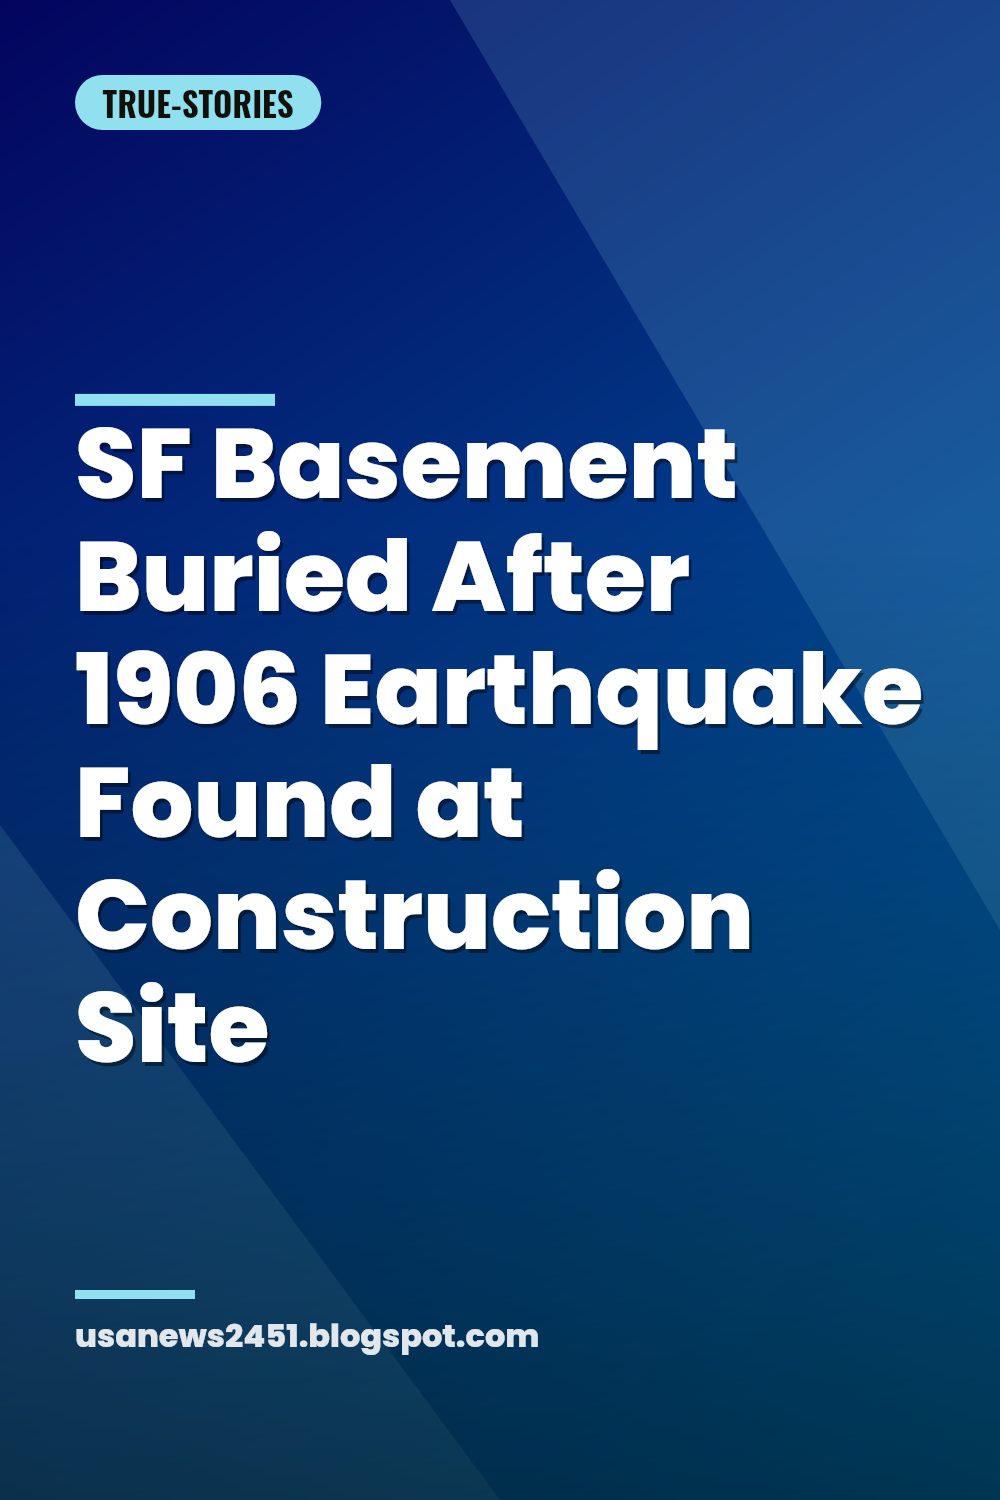 TRUE-STORIES
SF Basement
Buried After
1906 Earthquake
Found at
Construction
Site
usanews2451.blogspot.com